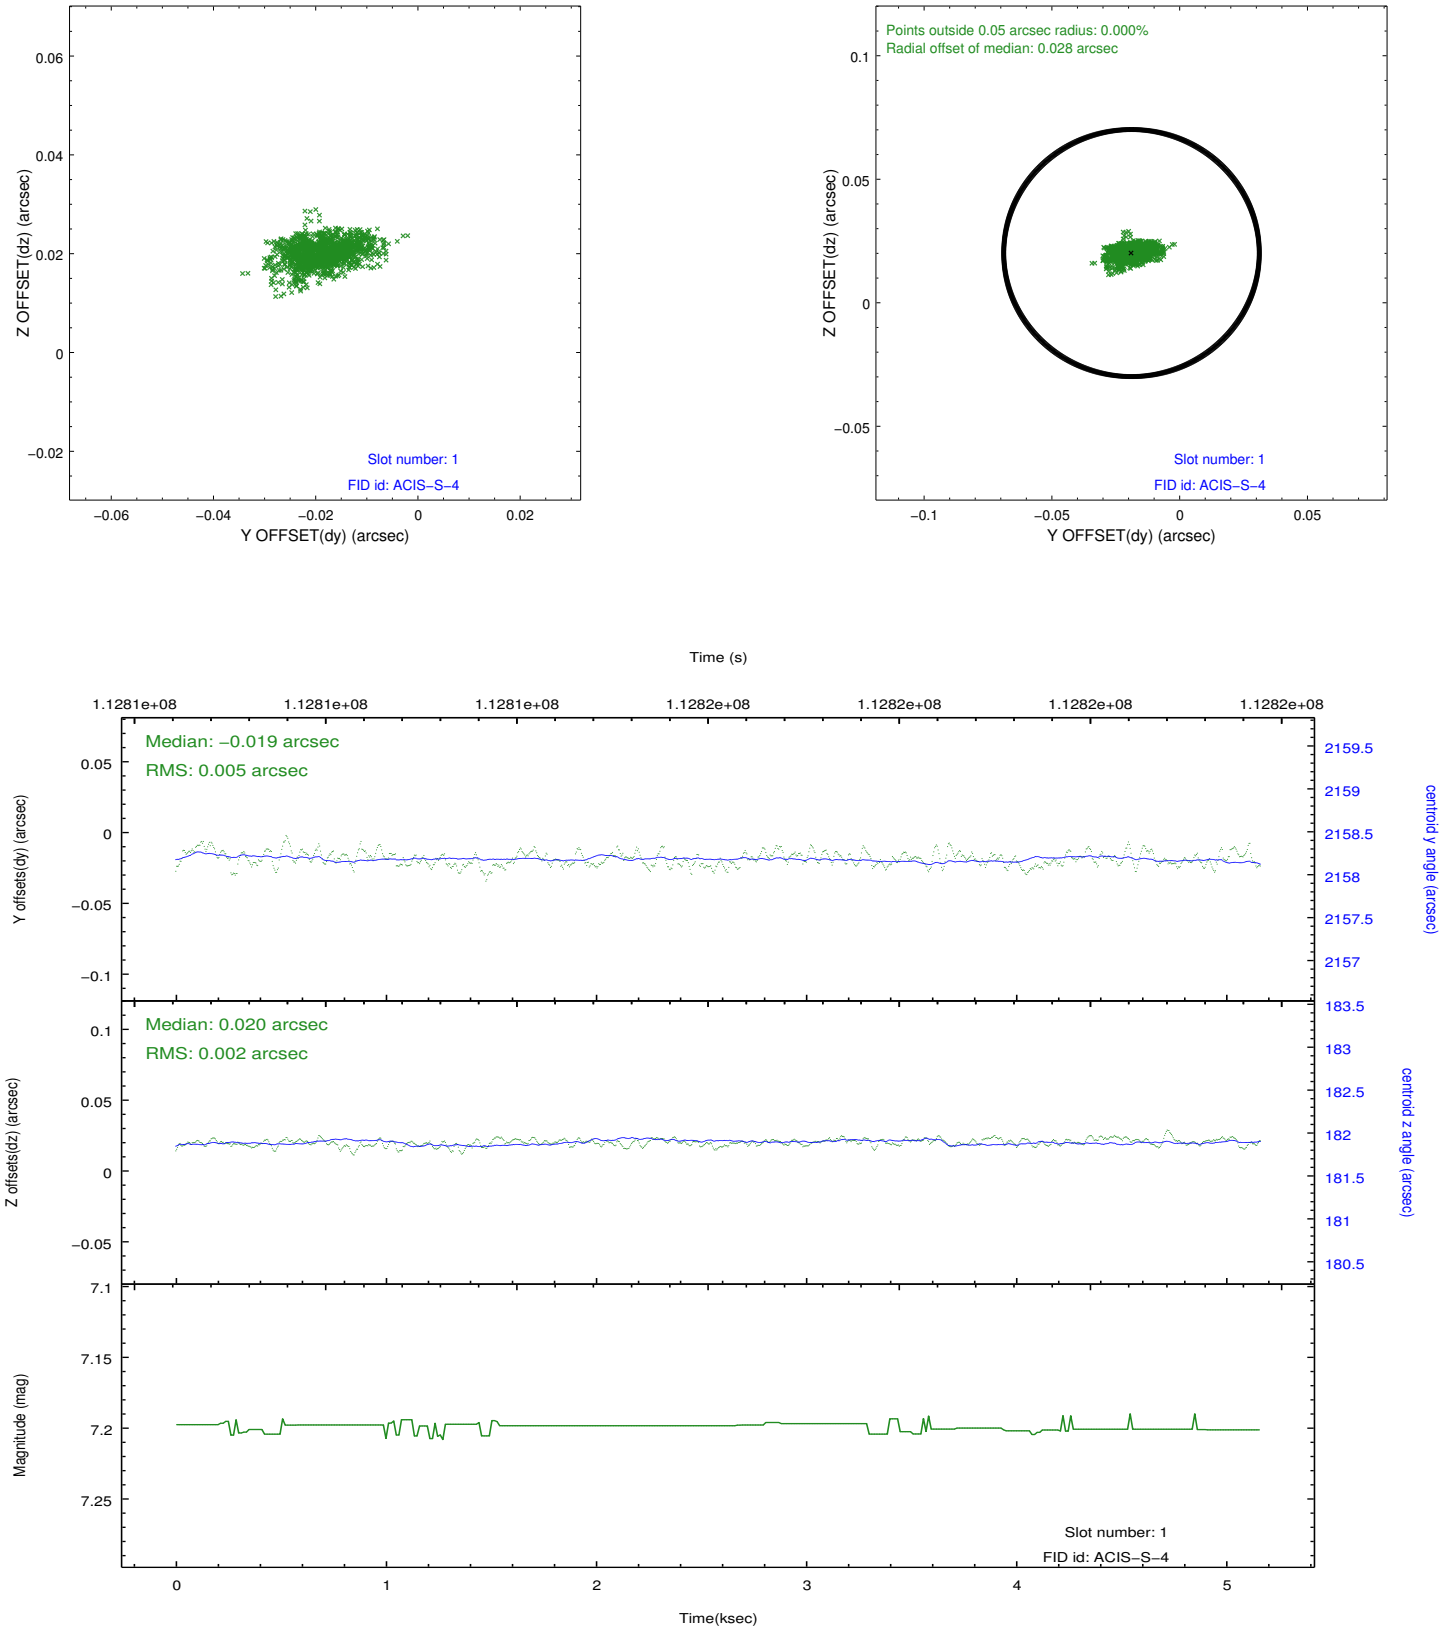 0.06
0.04
0.02
0
−0.02
Z OFFSET(dz) (arcsec)
Slot number: 1
FID id: ACIS−S−4
−0.06
−0.04
−0.02
0
0.02
Y OFFSET(dy) (arcsec)
Points outside 0.05 arcsec radius: 0.000%
Radial offset of median: 0.028 arcsec
0.1
0.05
0
−0.05
Z OFFSET(dz) (arcsec)
Slot number: 1
FID id: ACIS−S−4
−0.1
−0.05
0
0.05
Y OFFSET(dy) (arcsec)
Time (s)
1.1281e+08
1.1281e+08
1.1281e+08
1.1282e+08
1.1282e+08
1.1282e+08
1.1282e+08
Median: −0.019 arcsec
RMS: 0.005 arcsec
0.05
0
−0.05
−0.1
Y offsets(dy) (arcsec)
2159.5
2159
2158.5
2158
2157.5
2157
centroid y angle (arcsec)
Median: 0.020 arcsec
RMS: 0.002 arcsec
0.1
0.05
0
−0.05
Z offsets(dz) (arcsec)
183.5
183
182.5
182
181.5
181
180.5
centroid z angle (arcsec)
7.1
7.15
7.2
7.25
Magnitude (mag)
Slot number: 1
FID id: ACIS−S−4
0
1
2
3
4
5
Time(ksec)